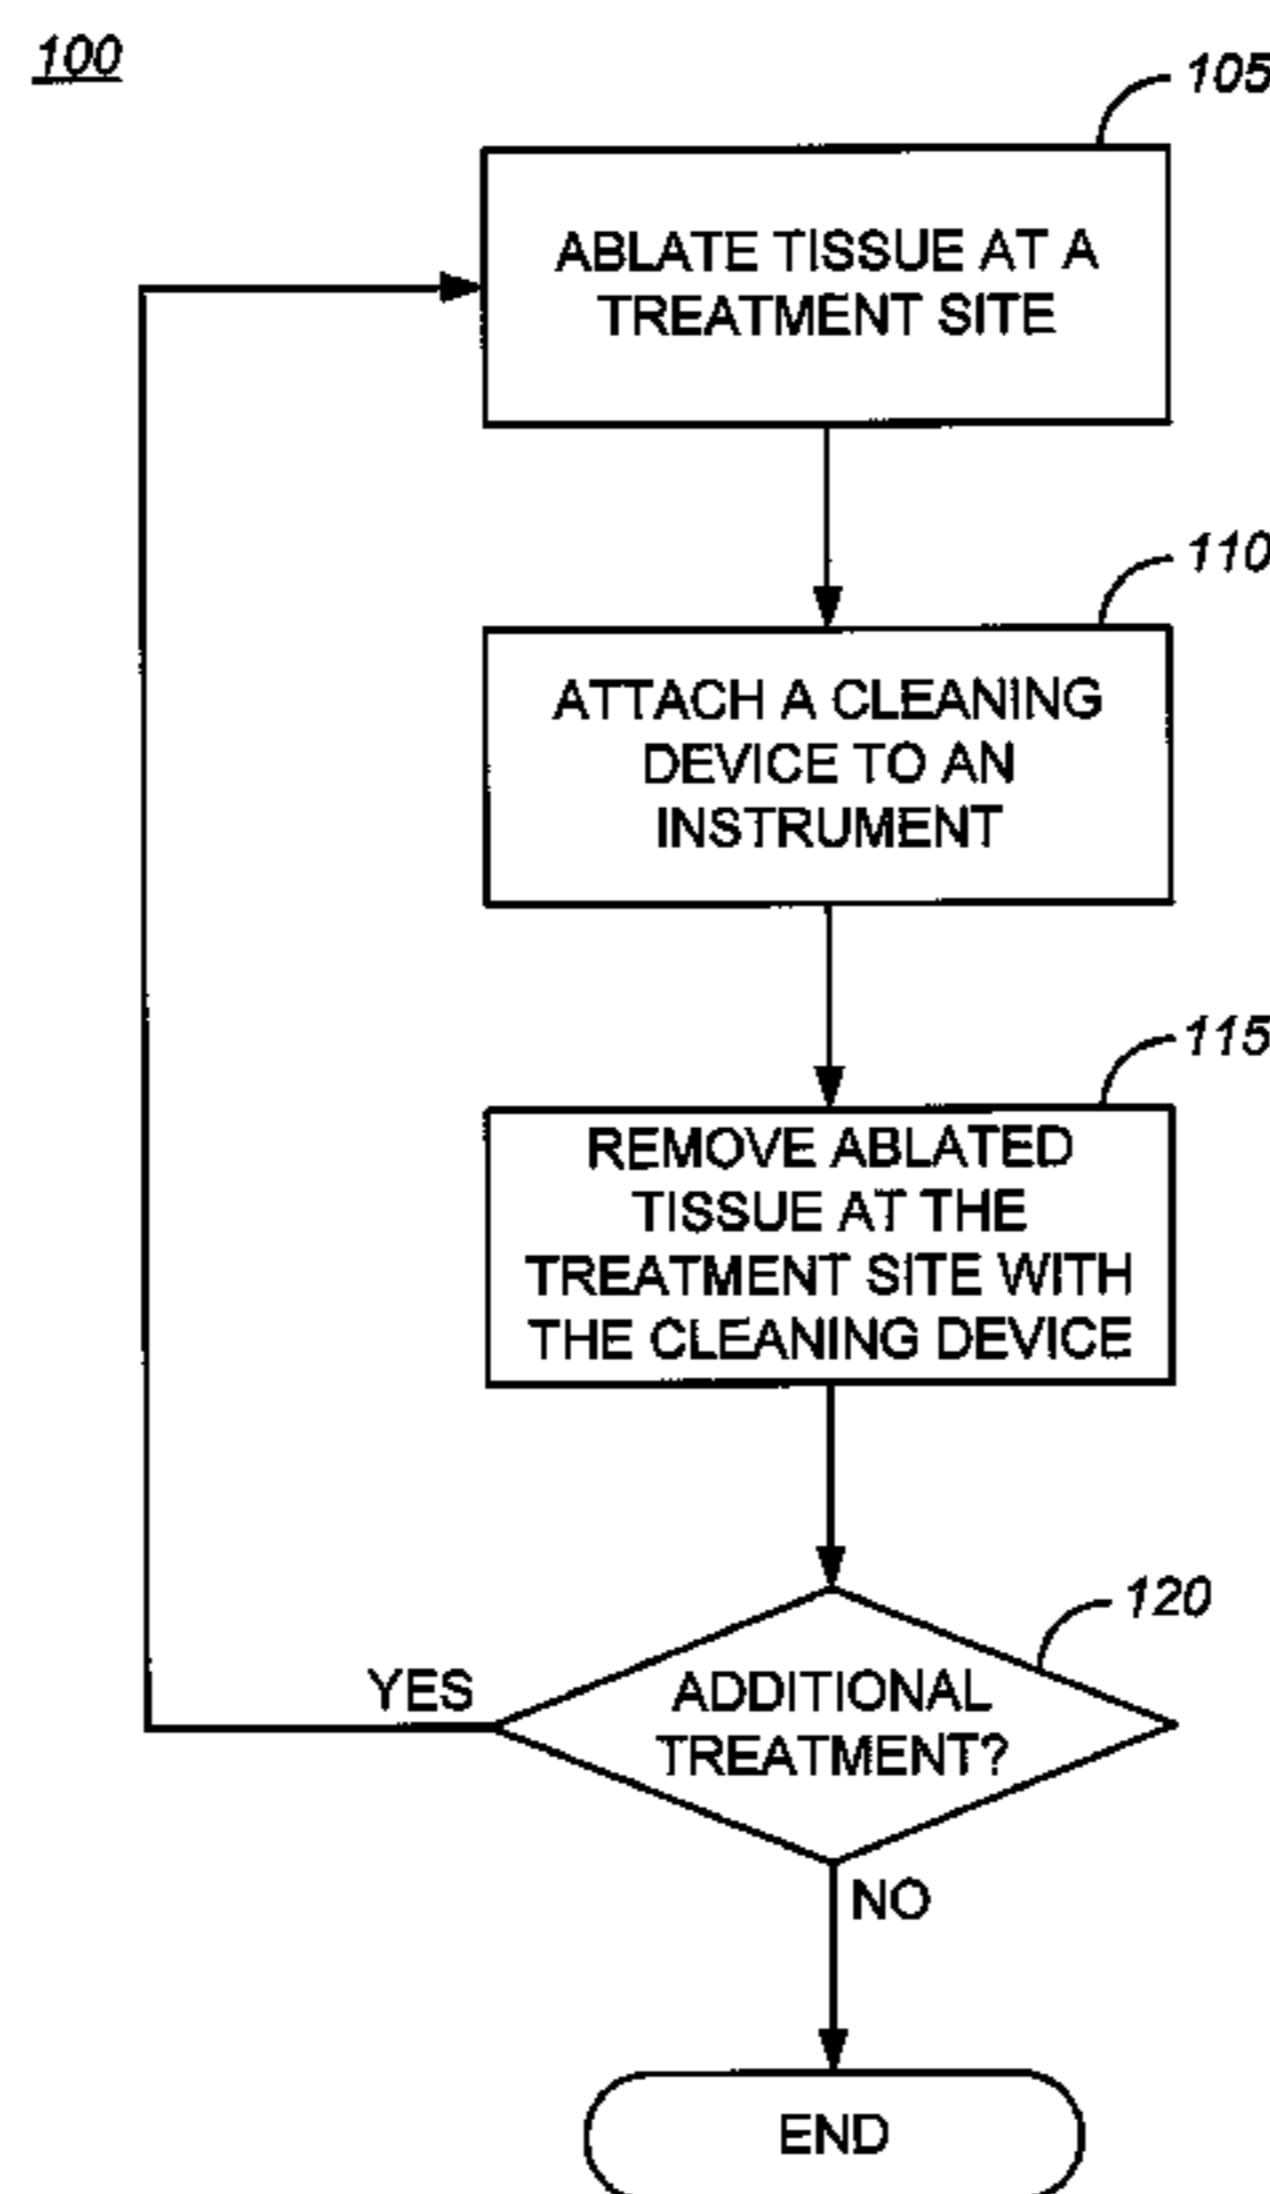 100
105
ABLATE TISSUE AT A
TREATMENT SITE
110
ATTACH A CLEANING
DEVICE TO AN
INSTRUMENT
115
REMOVE ABLATED
TISSUE AT THE
TREATMENT SITE WITH
THE CLEANING DEVICE
120
YES
ADDITIONAL
TREATMENT?
NO
END